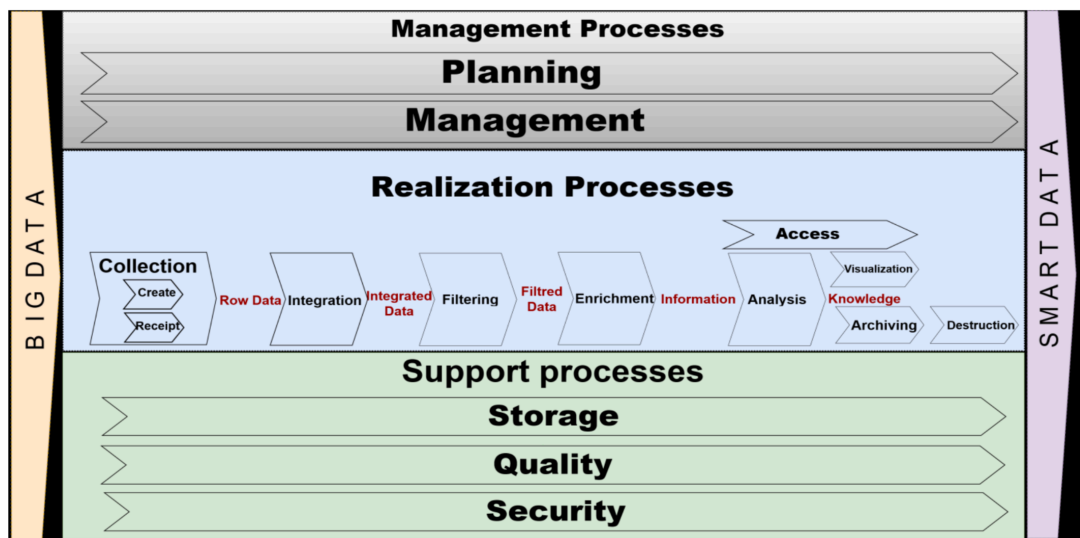 BIG DATA
Management Processes
Planning
Management
Realization Processes
Access
Collection
Create
Receipt
Row Data
Integration
Integrated
Data
Filtering
Filtred
Data
Enrichment
Information
Analysis
Visualization
Knowledge
Archiving
Destruction
Support processes
Storage
Quality
Security
SMART DATA